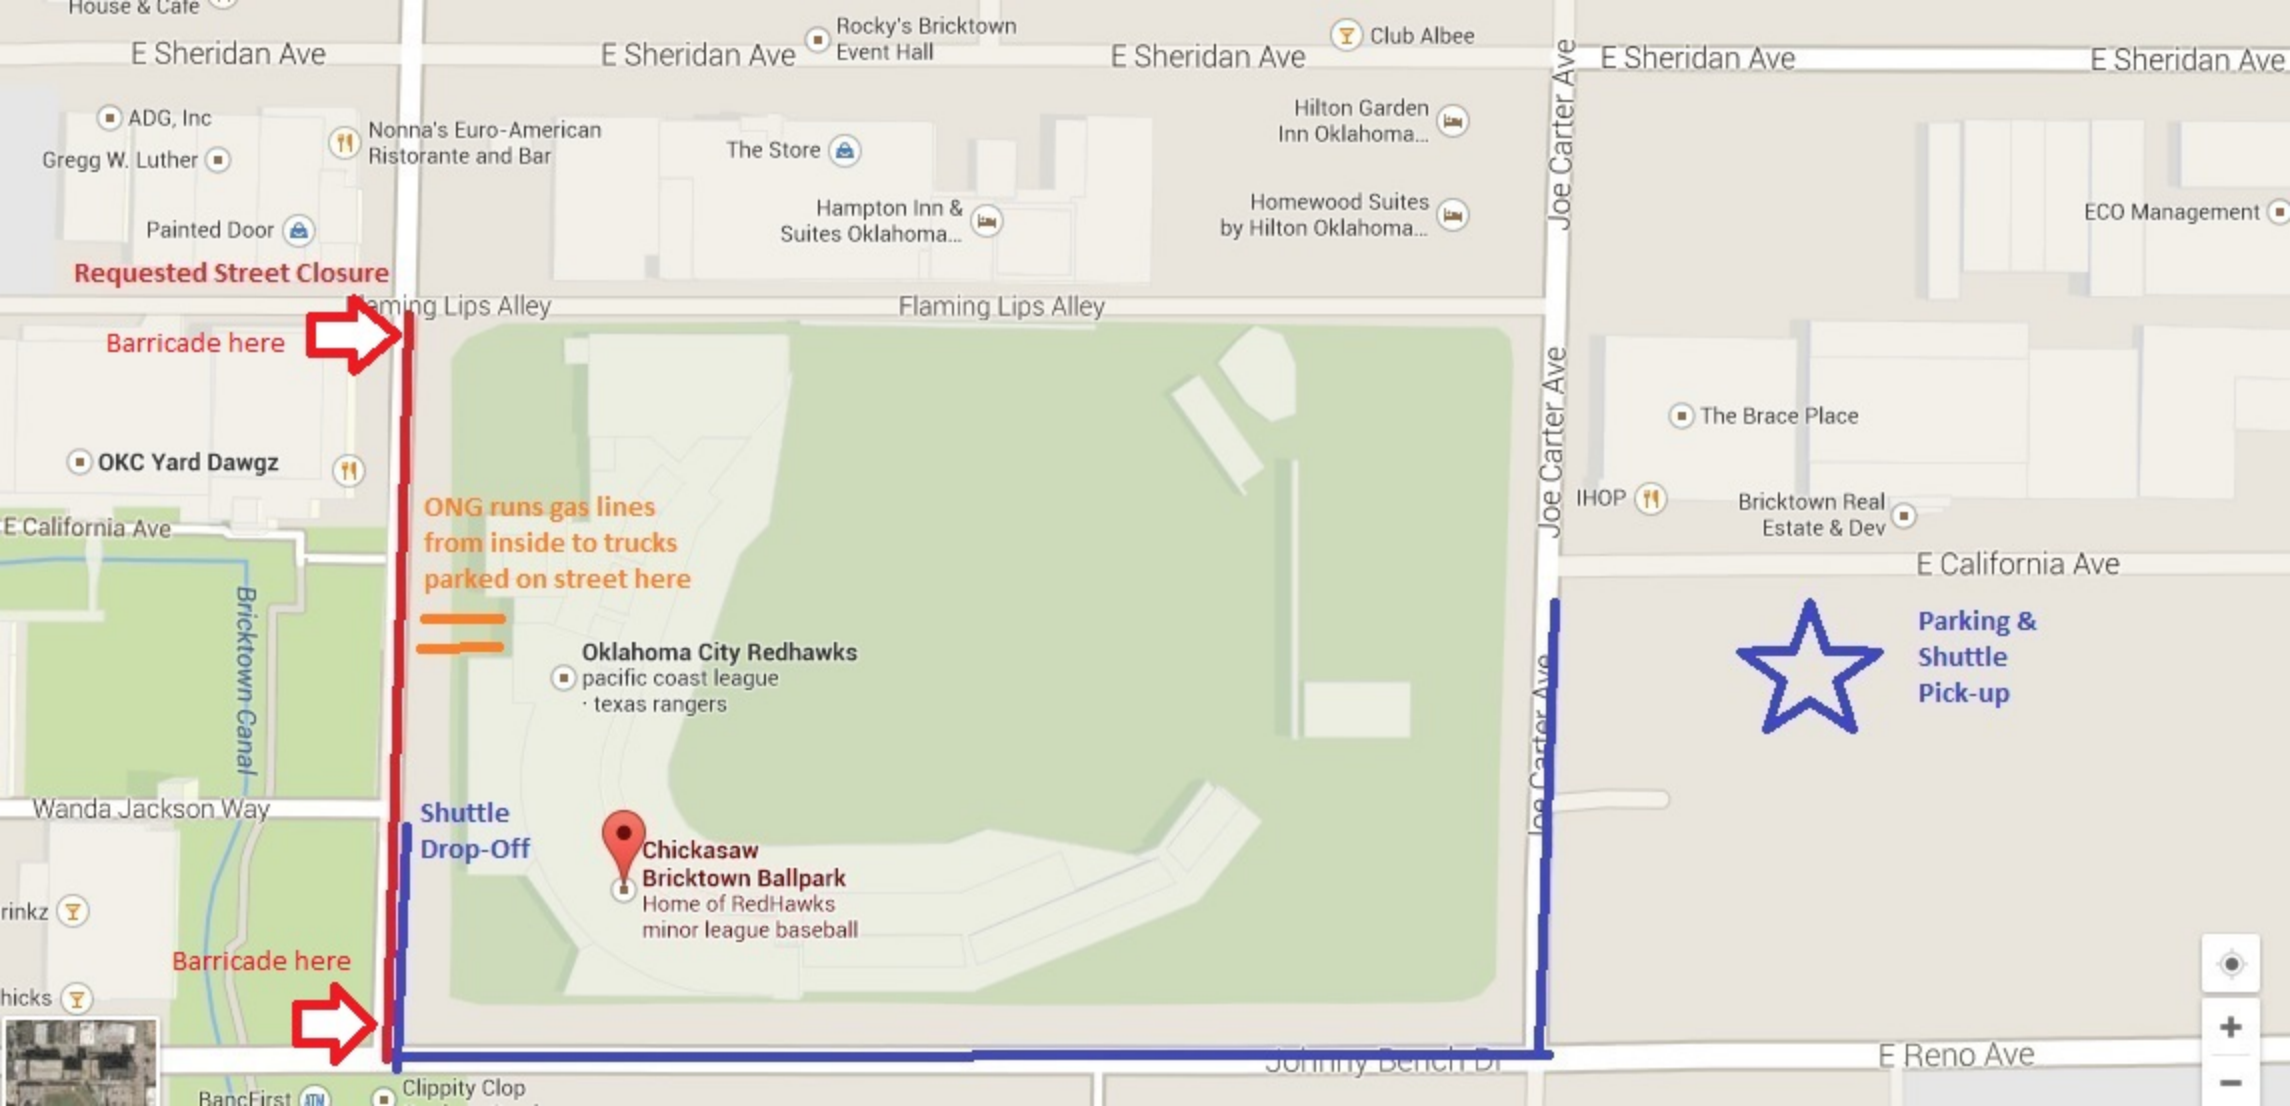 House & Cafe
E Sheridan Ave
E Sheridan Ave
Rocky's Bricktown
Event Hall
E Sheridan Ave
Club Albee
E Sheridan Ave
E Sheridan Ave
Joe Carter Ave
ADG, Inc
Gregg W. Luther
Nonna's Euro-American
Ristorante and Bar
The Store
Hilton Garden
Inn Oklahoma...
Painted Door
Hampton Inn &
Suites Oklahoma...
Homewood Suites
by Hilton Oklahoma...
ECO Management
Requested Street Closure
Barricade here
aming Lips Alley
Flaming Lips Alley
Joe Carter Ave
The Brace Place
OKC Yard Dawgz
IHOP
Bricktown Real
Estate & Dev
E California Ave
ONG runs gas lines
from inside to trucks
parked on street here
E California Ave
Bricktown Canal
Oklahoma City Redhawks
pacific coast league
· texas rangers
Joe Carter Ave
Parking &
Shuttle
Pick-up
Wanda Jackson Way
Shuttle
Drop-Off
Chickasaw
Bricktown Ballpark
Home of RedHawks
minor league baseball
rinkz
Barricade here
hicks
Johnny Bench Dr
E Reno Ave
BancFirst
ATM
Clippity Clop
+
−